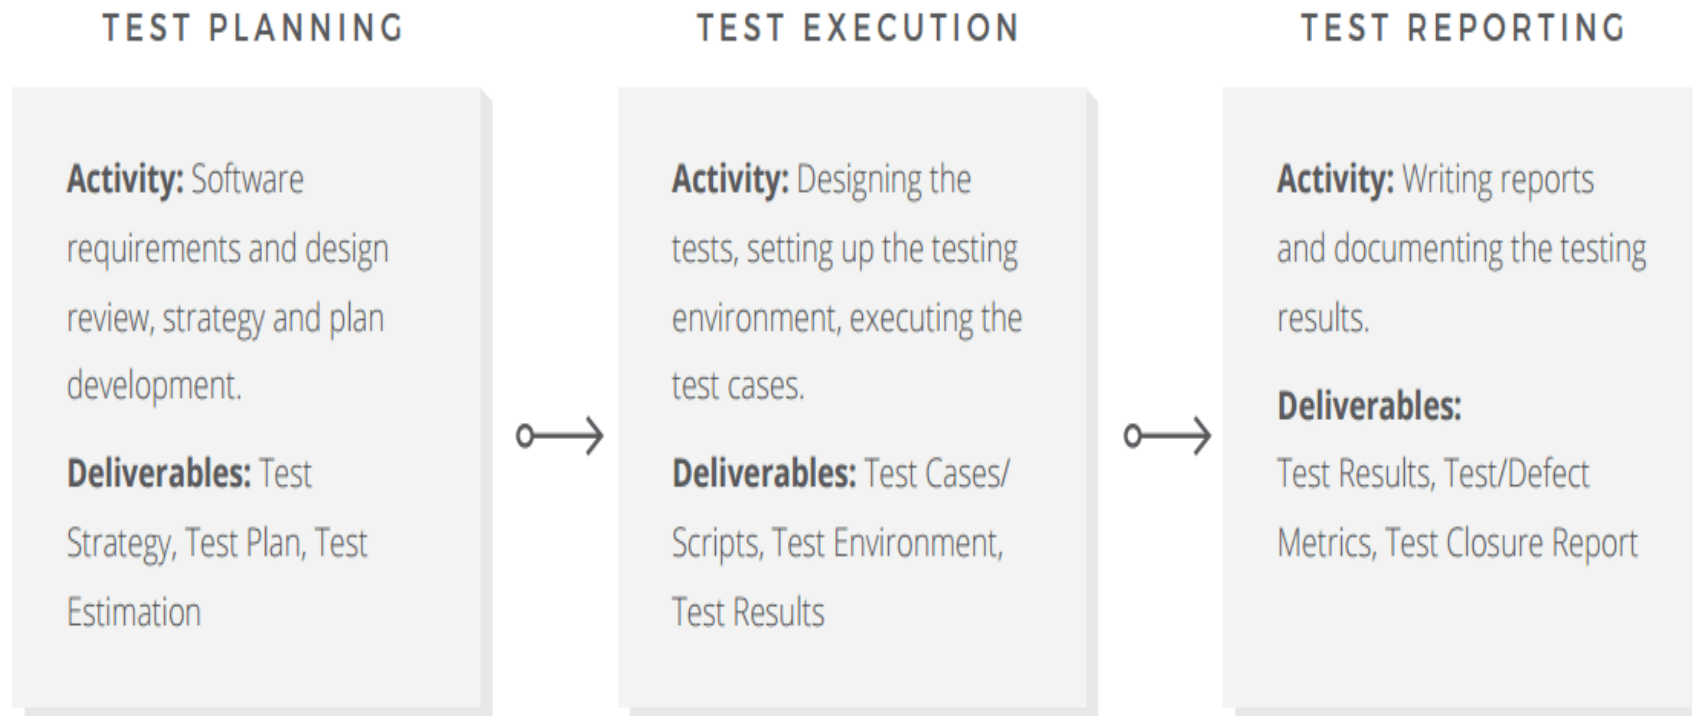 TEST PLANNING
Activity: Software
requirements and design
review, strategy and plan
development.
Deliverables: Test
Strategy, Test Plan, Test
Estimation
TEST EXECUTION
Activity: Designing the
tests, setting up the testing
environment, executing the
test cases.
Deliverables: Test Cases/
Scripts, Test Environment,
Test Results
TEST REPORTING
Activity: Writing reports
and documenting the testing
results.
Deliverables:
Test Results, Test/Defect
Metrics, Test Closure Report